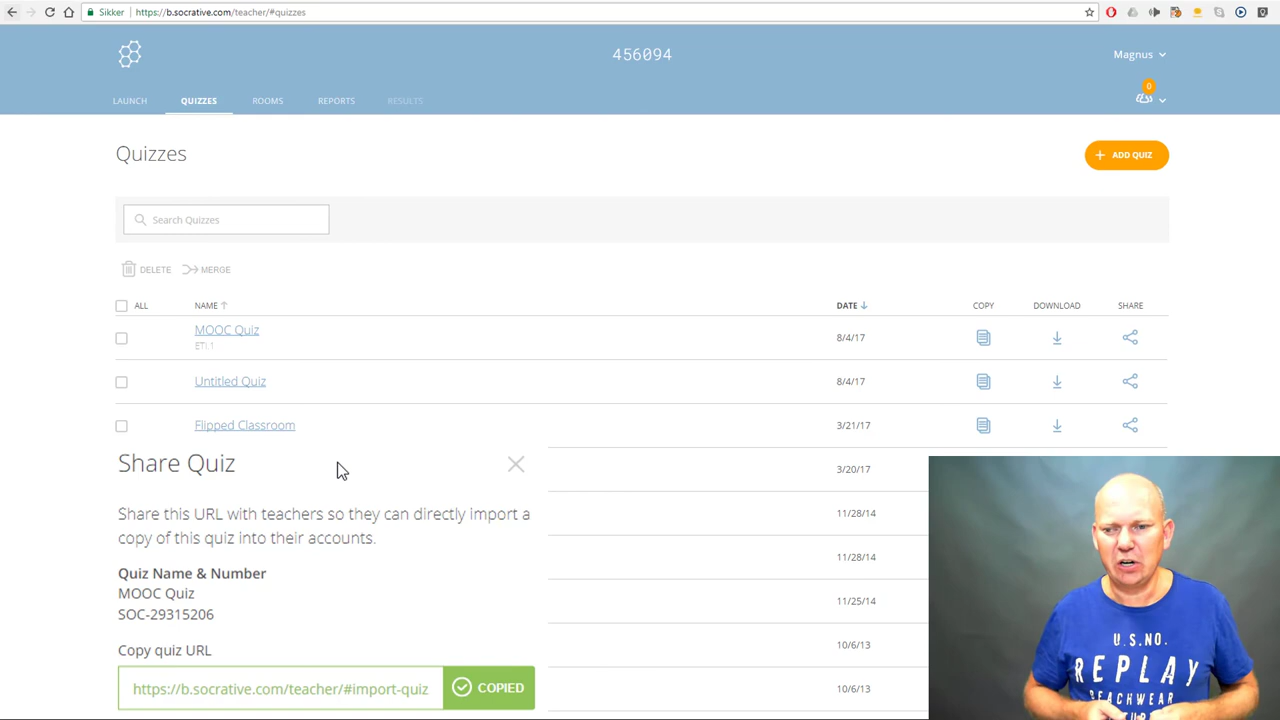 Sikker https://b.socrative.com/teacher/#quizzes
456094
Magnus
0
LAUNCH QUIZZES ROOMS REPORTS RESULTS
Quizzes
+ ADD QUIZ
Search Quizzes
DELETE MERGE
ALL NAME DATE COPY DOWNLOAD SHARE
MOOC Quiz 8/4/17
ETI.1
Untitled Quiz 8/4/17
Flipped Classroom 3/21/17
Share Quiz
3/20/17
Share this URL with teachers so they can directly import a
copy of this quiz into their accounts.
11/28/14
11/28/14
Quiz Name & Number
MOOC Quiz
SOC-29315206
11/25/14
Copy quiz URL
10/6/13
https://b.socrative.com/teacher/#import-quiz COPIED
10/6/13
U.S.NO.
REPLAY
BEACHWEAR